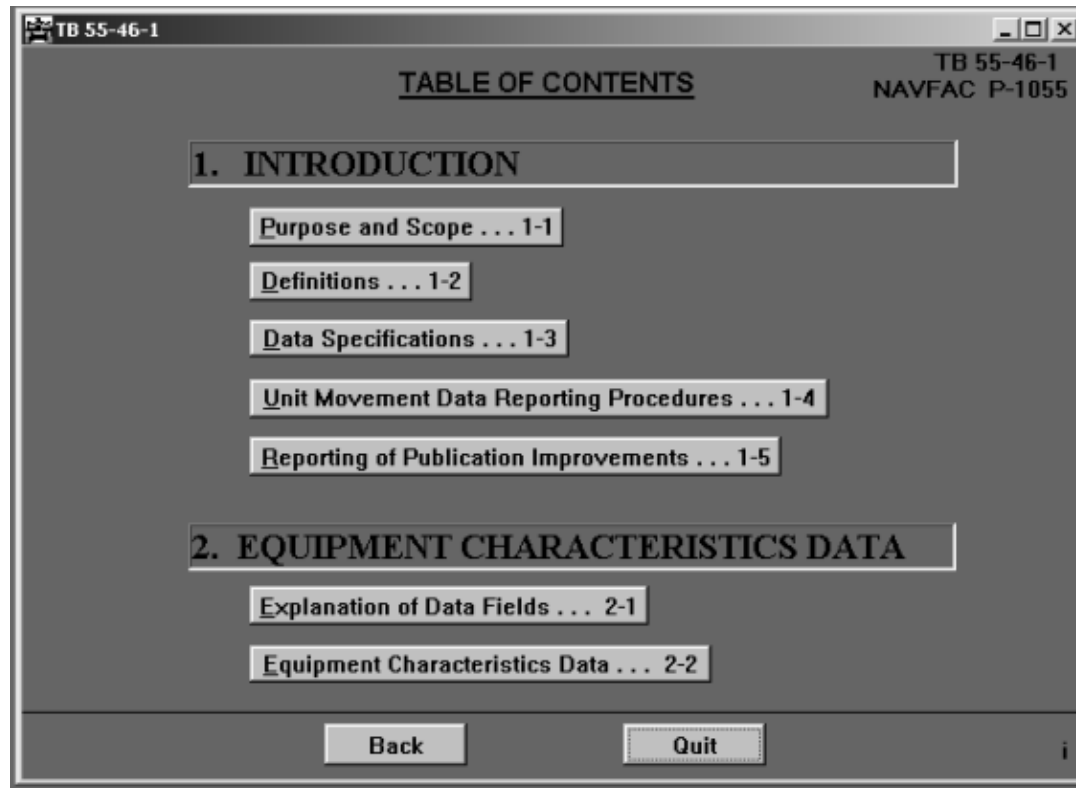 TB 55-46-1
TB 55-46-1
TABLE OF CONTENTS
NAVFAC P-1055
1. INTRODUCTION
Purpose and Scope . . . 1-1
Definitions . . . 1-2
Data Specifications . . . 1-3
Unit Movement Data Reporting Procedures . . . 1-4
Reporting of Publication Improvements . . . 1-5
2. EQUIPMENT CHARACTERISTICS DATA
Explanation of Data Fields . . . 2-1
Equipment Characteristics Data . . . 2-2
Back Quit i